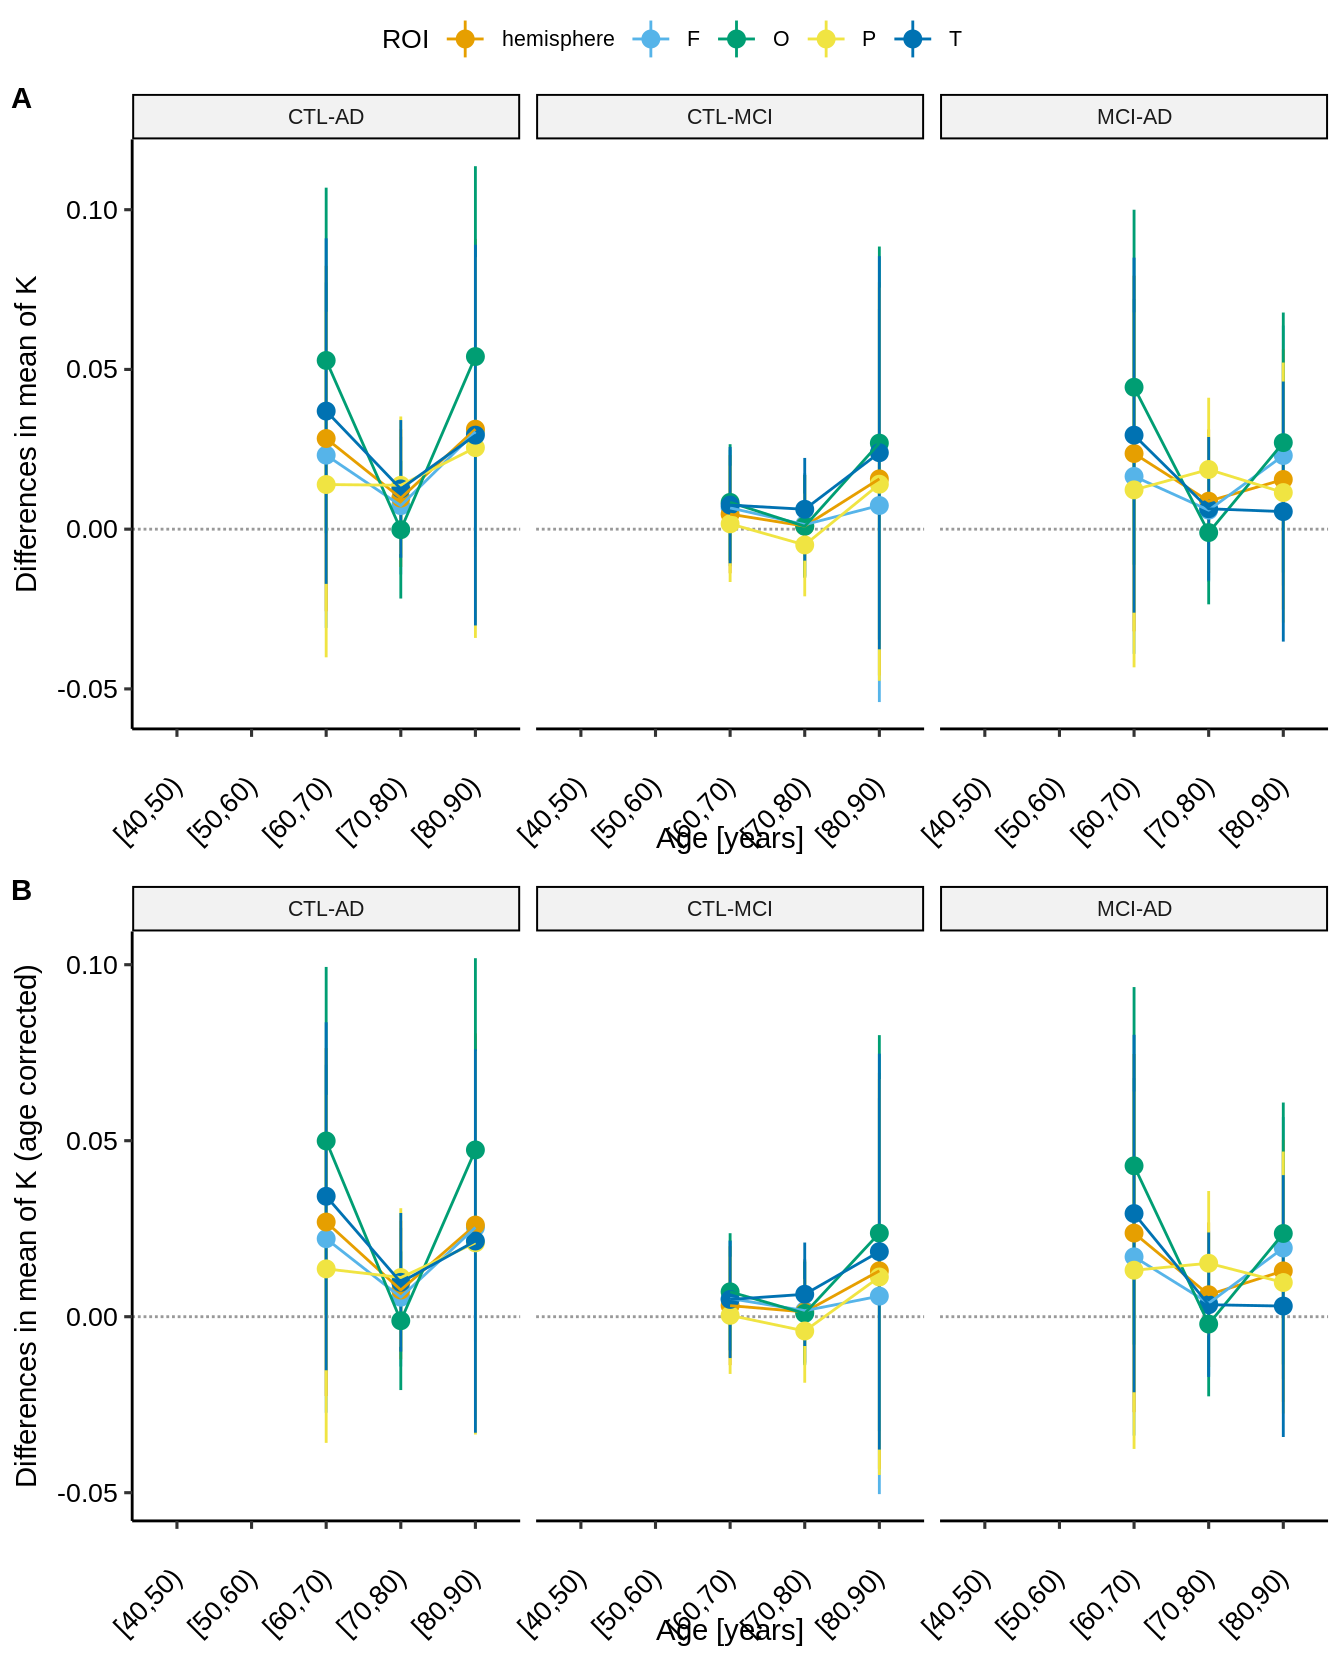 ROI hemisphere F O P T
A
CTL-AD CTL-MCI MCI-AD
Differences in mean of K
0.10
0.05
0.00
-0.05
[40,50) [50,60) [60,70) [70,80) [80,90) [40,50) [50,60) [60,70) [70,80) [80,90) [40,50) [50,60) [60,70) [70,80) [80,90)
Age [years]
B
CTL-AD CTL-MCI MCI-AD
Differences in mean of K (age corrected)
0.10
0.05
0.00
-0.05
[40,50) [50,60) [60,70) [70,80) [80,90) [40,50) [50,60) [60,70) [70,80) [80,90) [40,50) [50,60) [60,70) [70,80) [80,90)
Age [years]